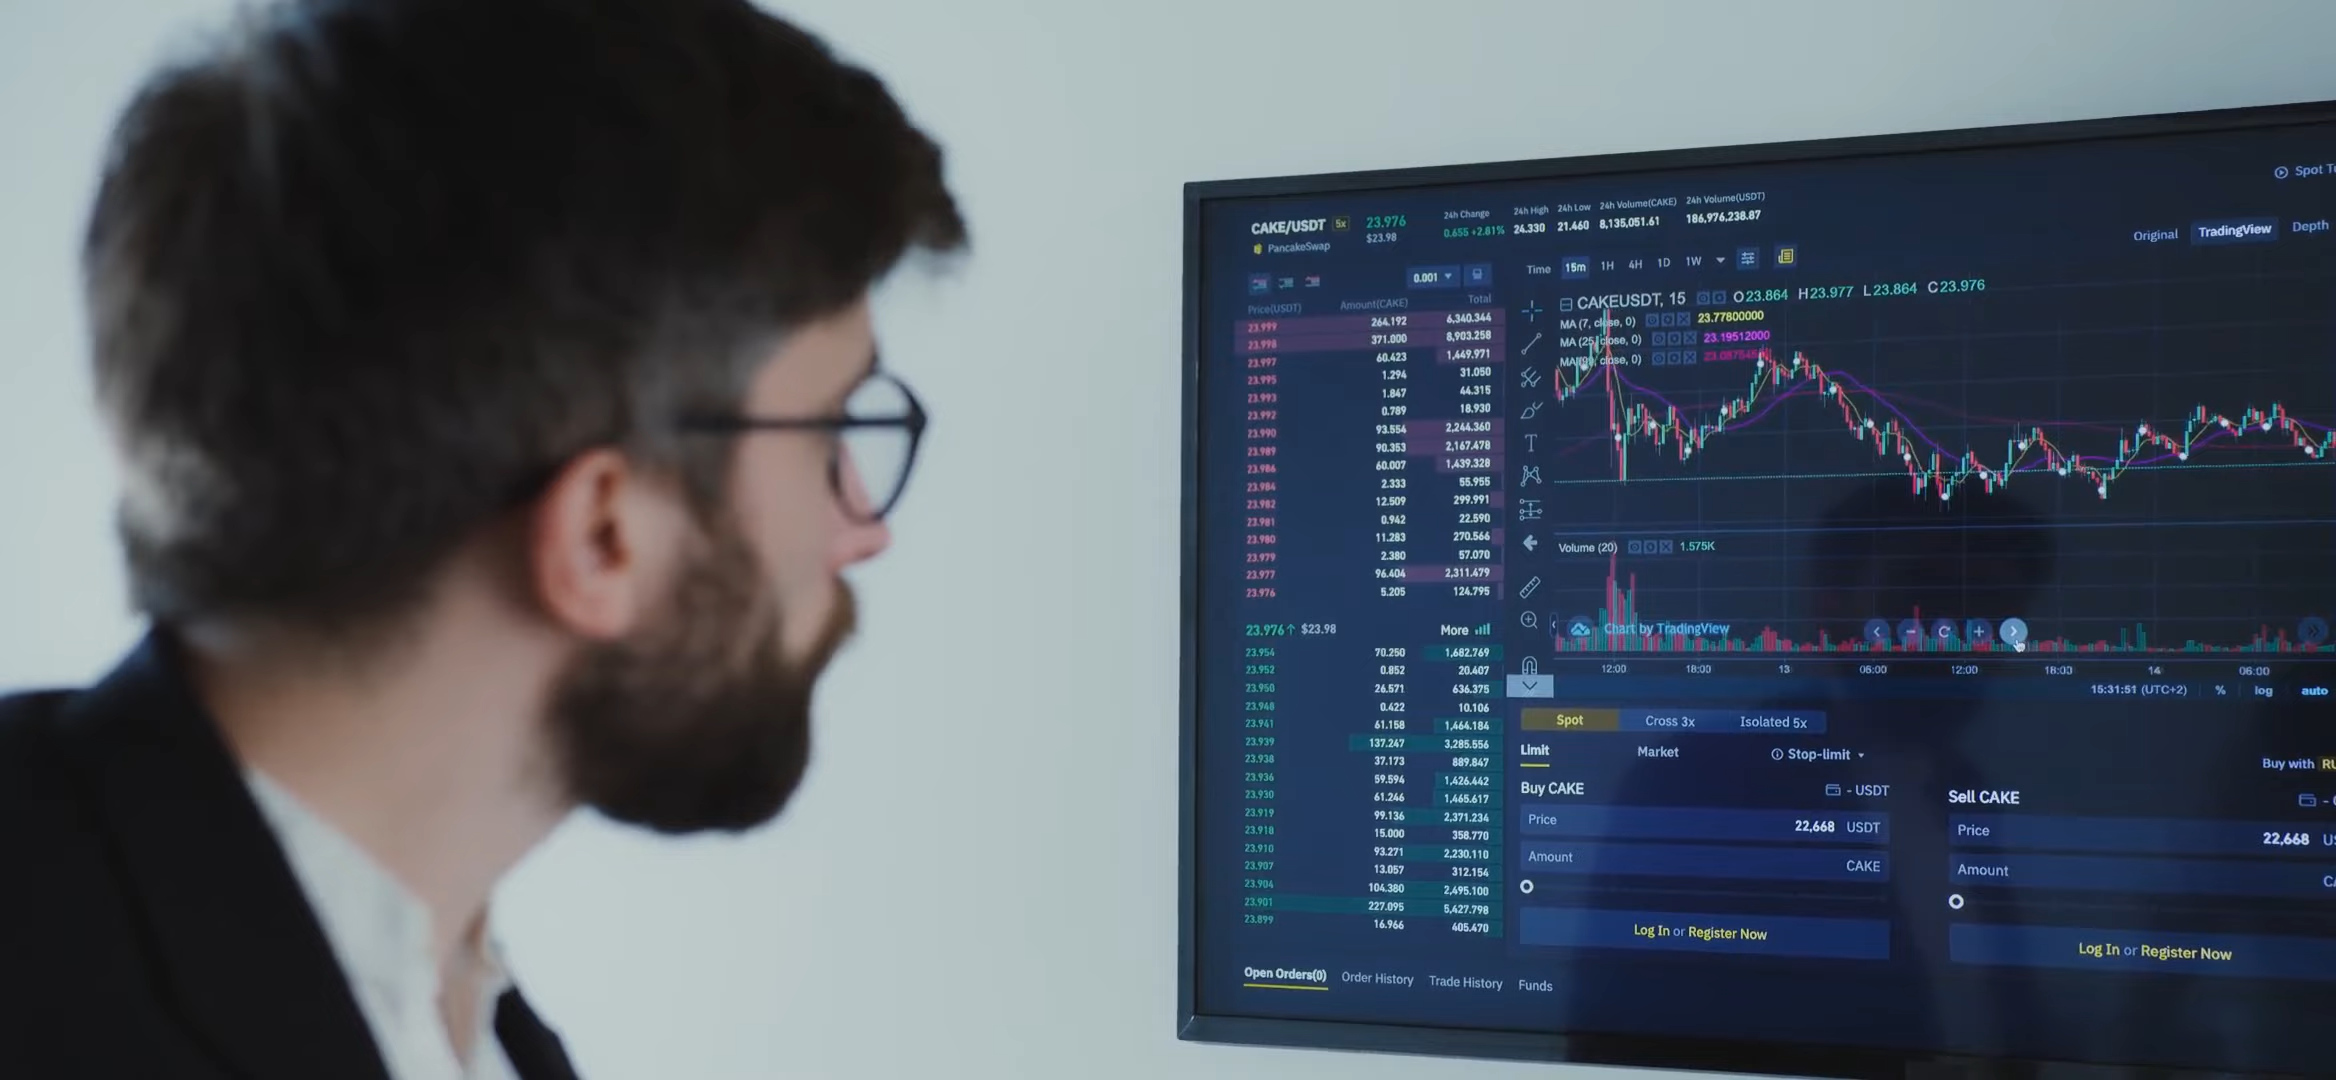 Spot Tu
CAKE/USDT 5x 23.976 24h Change 24h High 24h Low 24h Volume(CAKE) 24h Volume(USDT)
PancakeSwap $23.98 0.655 +2.81% 24.330 21.460 8,135,051.61 186,976,238.87
Original TradingView Depth
0.001
Time 15m 1H 4H 1D 1W
Price(USDT) Amount(CAKE) Total
23.999 264.192 6,340.344
23.998 371.000 8,903.258
23.997 60.423 1,449.971
23.995 1.294 31.050
23.993 1.847 44.315
23.992 0.789 18.930
23.990 93.554 2,244.360
23.989 90.353 2,167.478
23.986 60.007 1,439.328
23.984 2.333 55.955
23.982 12.509 299.991
23.981 0.942 22.590
23.980 11.283 270.566
23.979 2.380 57.070
23.977 96.404 2,311.479
23.976 5.205 124.795
23.976↑ $23.98 More
23.954 70.250 1,682.769
23.952 0.852 20.407
23.950 26.571 636.375
23.948 0.422 10.106
23.941 61.158 1,464.184
23.939 137.247 3,285.556
23.938 37.173 889.847
23.936 59.594 1,426.442
23.930 61.246 1,465.617
23.919 99.136 2,371.234
23.918 15.000 358.770
23.910 93.271 2,230.110
23.907 13.057 312.154
23.904 104.380 2,495.100
23.901 227.095 5,427.798
23.899 16.966 405.470
CAKEUSDT, 15 O23.864 H23.977 L23.864 C23.976
MA (7, close, 0) 23.77800000
MA (25, close, 0) 23.19512000
MA (99, close, 0)
Volume (20) 1.575K
Chart by TradingView
12:00 18:00 13 06:00 12:00 18:00 14 06:00
15:31:51 (UTC+2) % log auto
Spot Cross 3x Isolated 5x
Limit Market Stop-limit
Buy with RU
Buy CAKE - USDT
Price 22,668 USDT
Amount CAKE
Log In or Register Now
Sell CAKE -
Price 22,668 US
Amount CA
Log In or Register Now
Open Orders(0) Order History Trade History Funds